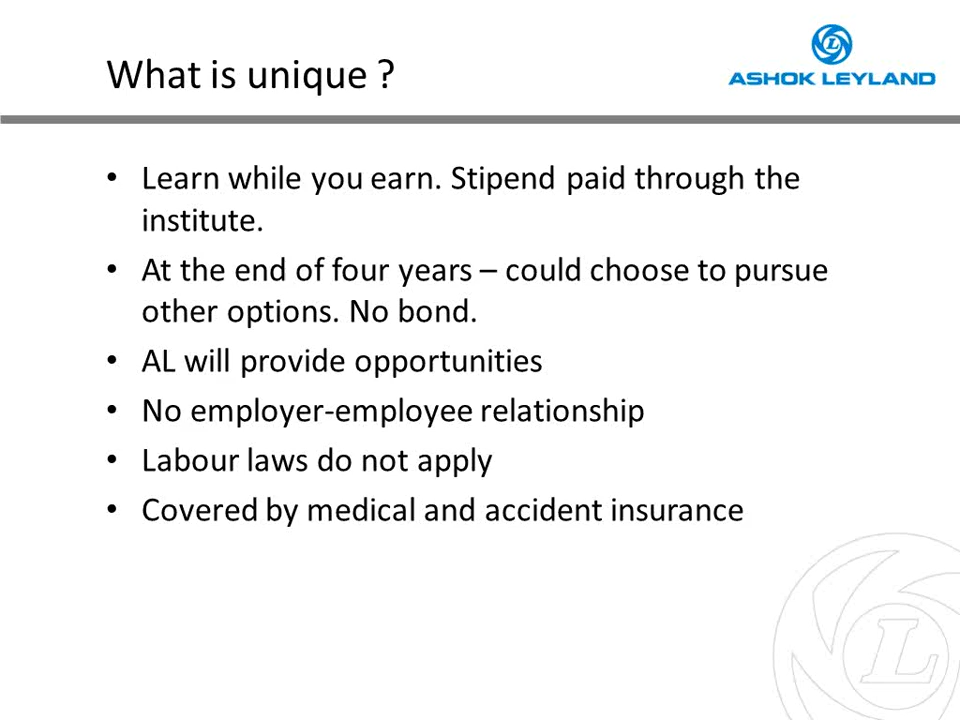 What is unique ?
L
ASHOK LEYLAND
• Learn while you earn. Stipend paid through the
institute.
• At the end of four years – could choose to pursue
other options. No bond.
• AL will provide opportunities
• No employer-employee relationship
• Labour laws do not apply
• Covered by medical and accident insurance
L